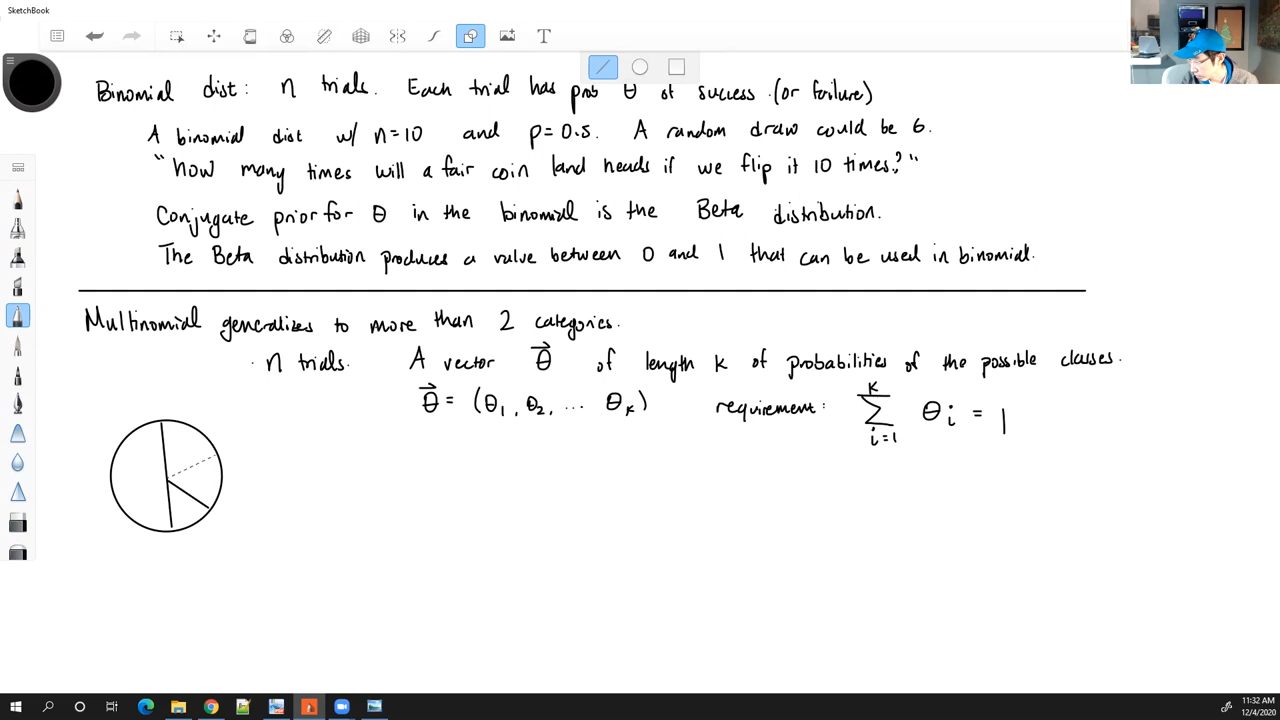 SketchBook
Binomial dist: n trials. Each trial has prob θ of success (or failure)
A binomial dist w/ n=10 and p=0.5. A random draw could be 6.
"how many times will a fair coin land heads if we flip it 10 times?"
Conjugate prior for θ in the binomial is the Beta distribution.
The Beta distribution produces a value between 0 and 1 that can be used in binomial.
Multinomial generalizes to more than 2 categories.
· n trials. A vector θ⃗ of length k of probabilities of the possible classes.
θ⃗ = (θ₁, θ₂, ... θₖ) requirement: ∑ᵢ₌₁ᴷ θᵢ = 1
11:32 AM
12/4/2020